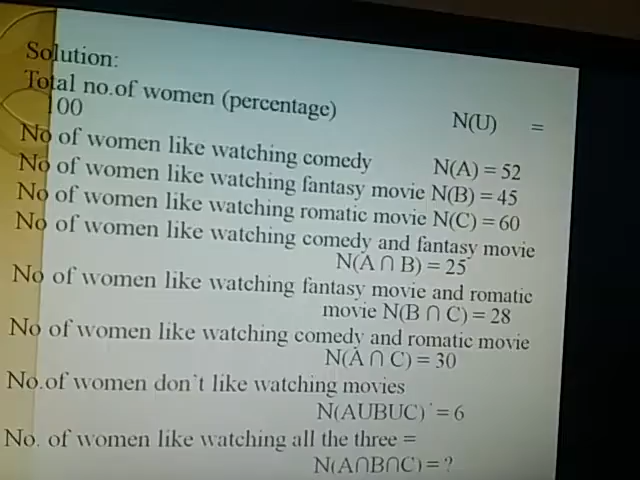 Solution:
Total no.of women (percentage)
N(U) =
100
No of women like watching comedy N(A) = 52
No of women like watching fantasy movie N(B) = 45
No of women like watching romatic movie N(C) = 60
No of women like watching comedy and fantasy movie
N(A ∩ B) = 25
No of women like watching fantasy movie and romatic
movie N(B ∩ C) = 28
No of women like watching comedy and romatic movie
N(A ∩ C) = 30
No.of women don't like watching movies
N(AUBUC)' = 6
No. of women like watching all the three =
N(A∩B∩C) = ?